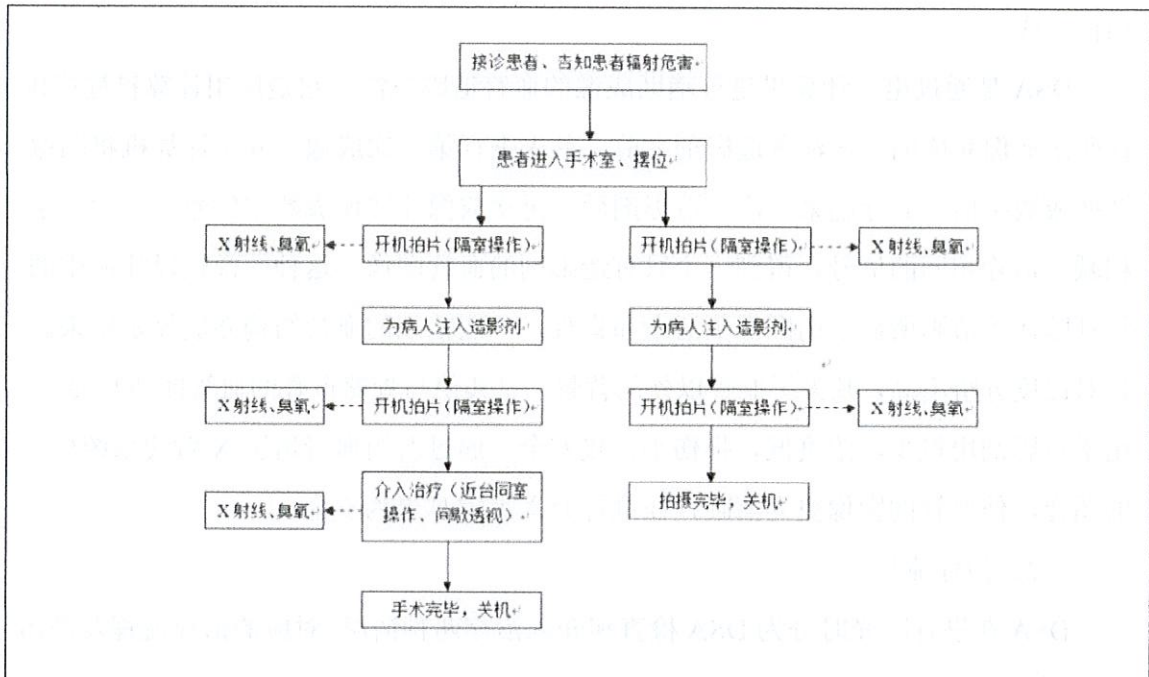 接诊患者、告知患者辐射危害
患者进入手术室、摆位
X 射线、臭氧
开机拍片(隔室操作)
开机拍片(隔室操作)
X 射线、臭氧
为病人注入造影剂
为病人注入造影剂
X 射线、臭氧
开机拍片(隔室操作)
开机拍片(隔室操作)
X 射线、臭氧
X 射线、臭氧
介入治疗(近台同室
操作、间歇透视)
拍摄完毕,关机
手术完毕,关机